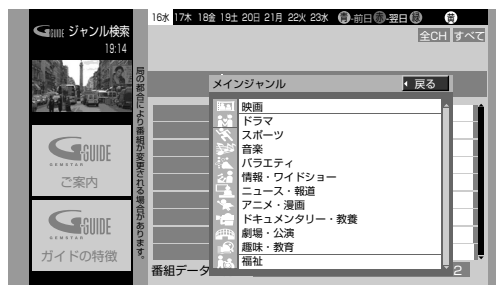 G GUIDE ジャンル検索
19:14
16水 17木 18金 19土 20日 21月 22火 23水 青-前日 赤-翌日 緑 黄
全CH すべて
局の都合により番組が変更される場合があります。
G-GUIDE
GEMSTAR
ご案内
G-GUIDE
GEMSTAR
ガイドの特徴
メインジャンル
戻る
映画
ドラマ
スポーツ
音楽
バラエティ
情報・ワイドショー
ニュース・報道
アニメ・漫画
ドキュメンタリー・教養
劇場・公演
趣味・教育
福祉
番組データ
2